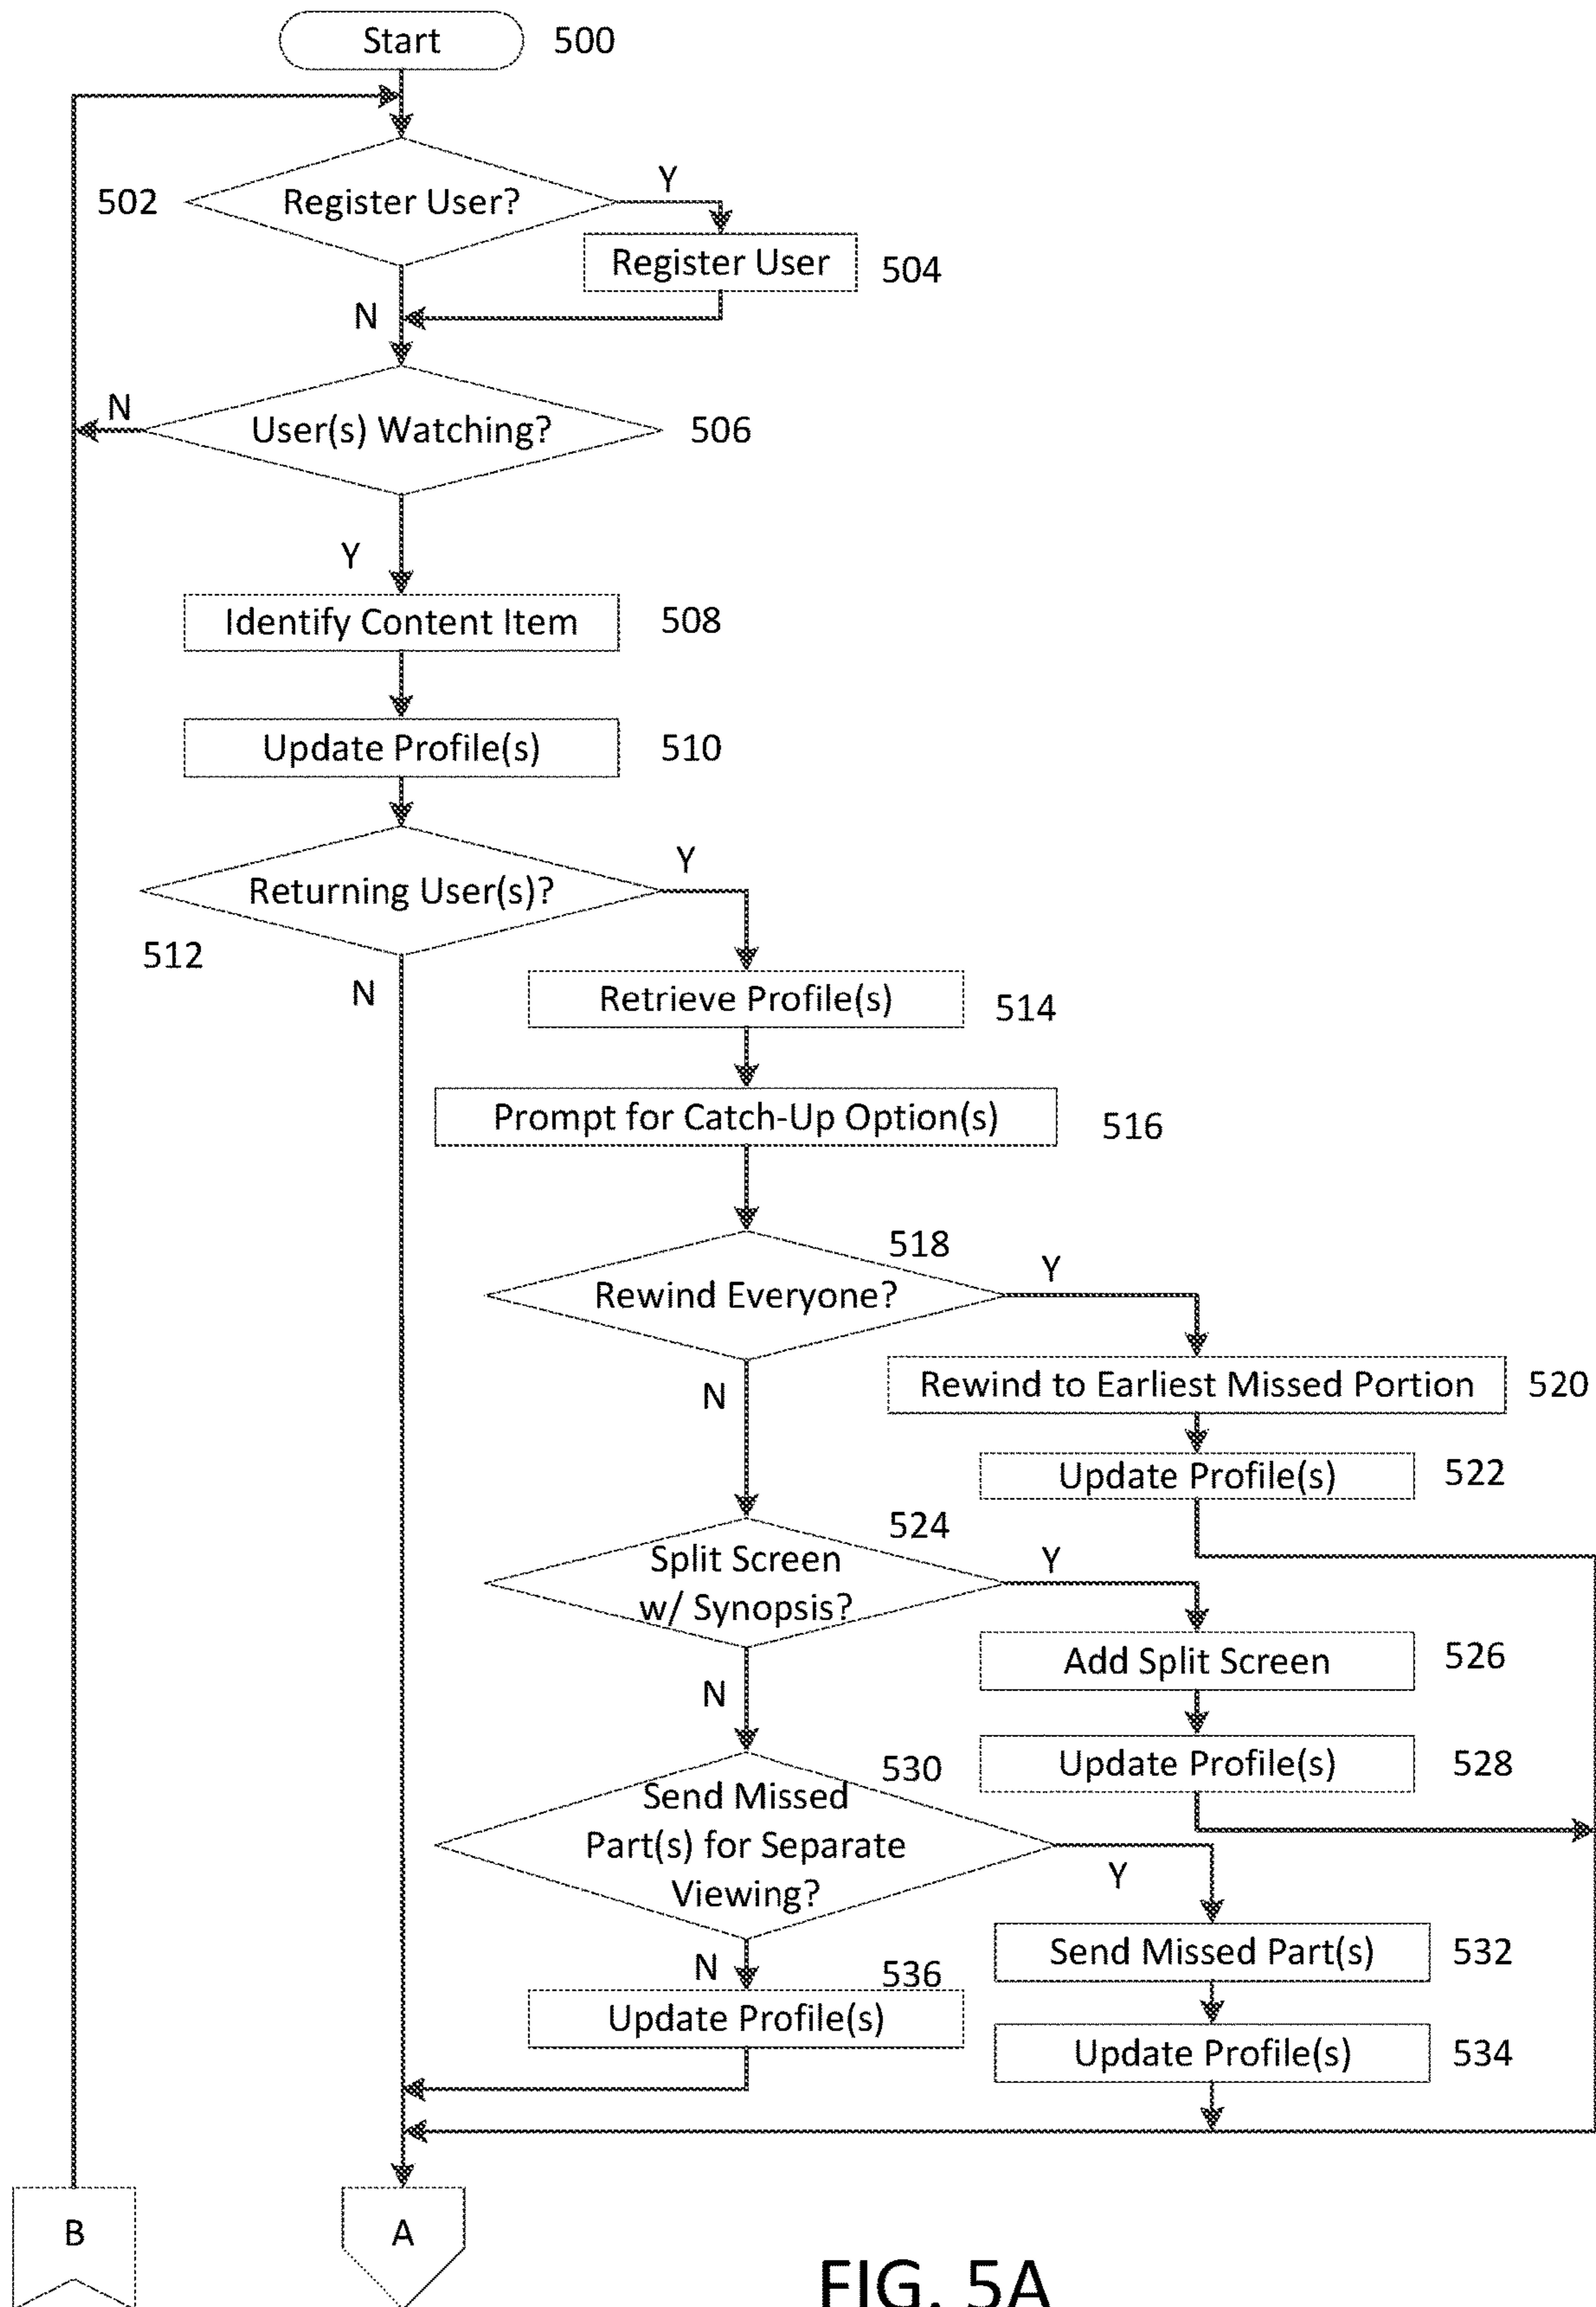 Start 500
502 Register User? Y
Register User 504
N
N User(s) Watching? 506
Y
Identify Content Item 508
Update Profile(s) 510
Returning User(s)? Y
512
N
Retrieve Profile(s) 514
Prompt for Catch-Up Option(s) 516
518
Rewind Everyone? Y
N
Rewind to Earliest Missed Portion 520
Update Profile(s) 522
524
Split Screen
w/ Synopsis?
Y
N
Add Split Screen 526
Update Profile(s) 528
530
Send Missed
Part(s) for Separate
Viewing?
Y
N
Send Missed Part(s) 532
536
Update Profile(s)
Update Profile(s) 534
B
A
FIG. 5A